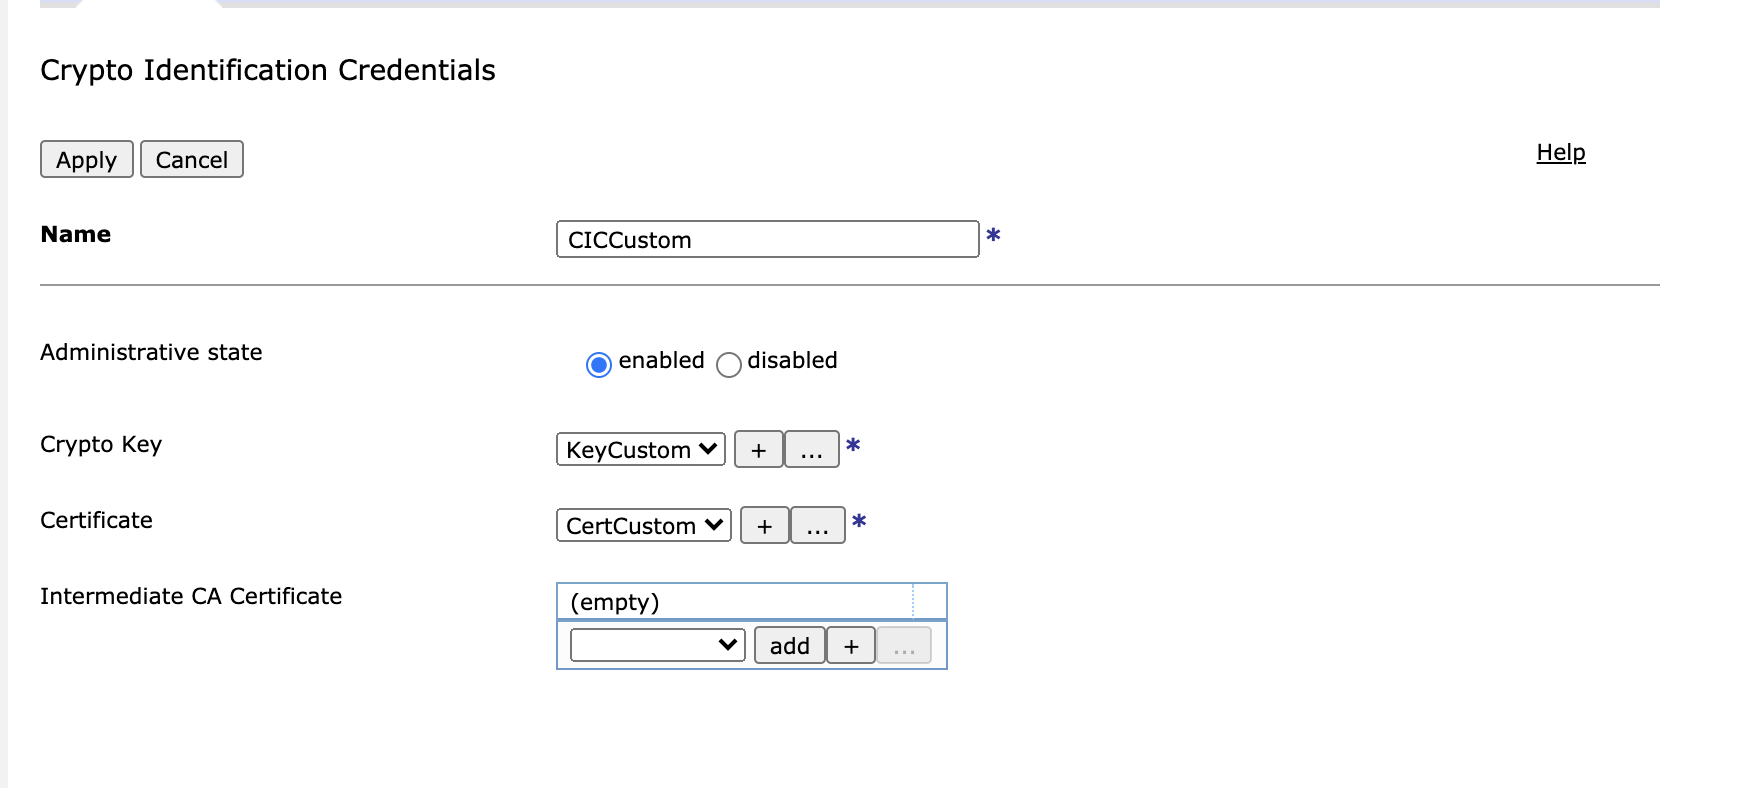 Crypto Identification Credentials
Apply Cancel Help
Name CICCustom *
Administrative state enabled disabled
Crypto Key KeyCustom + ... *
Certificate CertCustom + ... *
Intermediate CA Certificate (empty)
add + ...